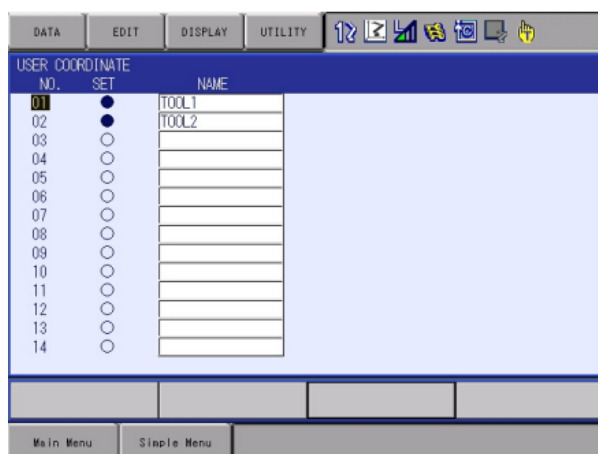 DATA EDIT DISPLAY UTILITY
USER COORDINATE
NO. SET NAME
01 TOOL1
02 TOOL2
03
04
05
06
07
08
09
10
11
12
13
14
Main Menu Simple Menu